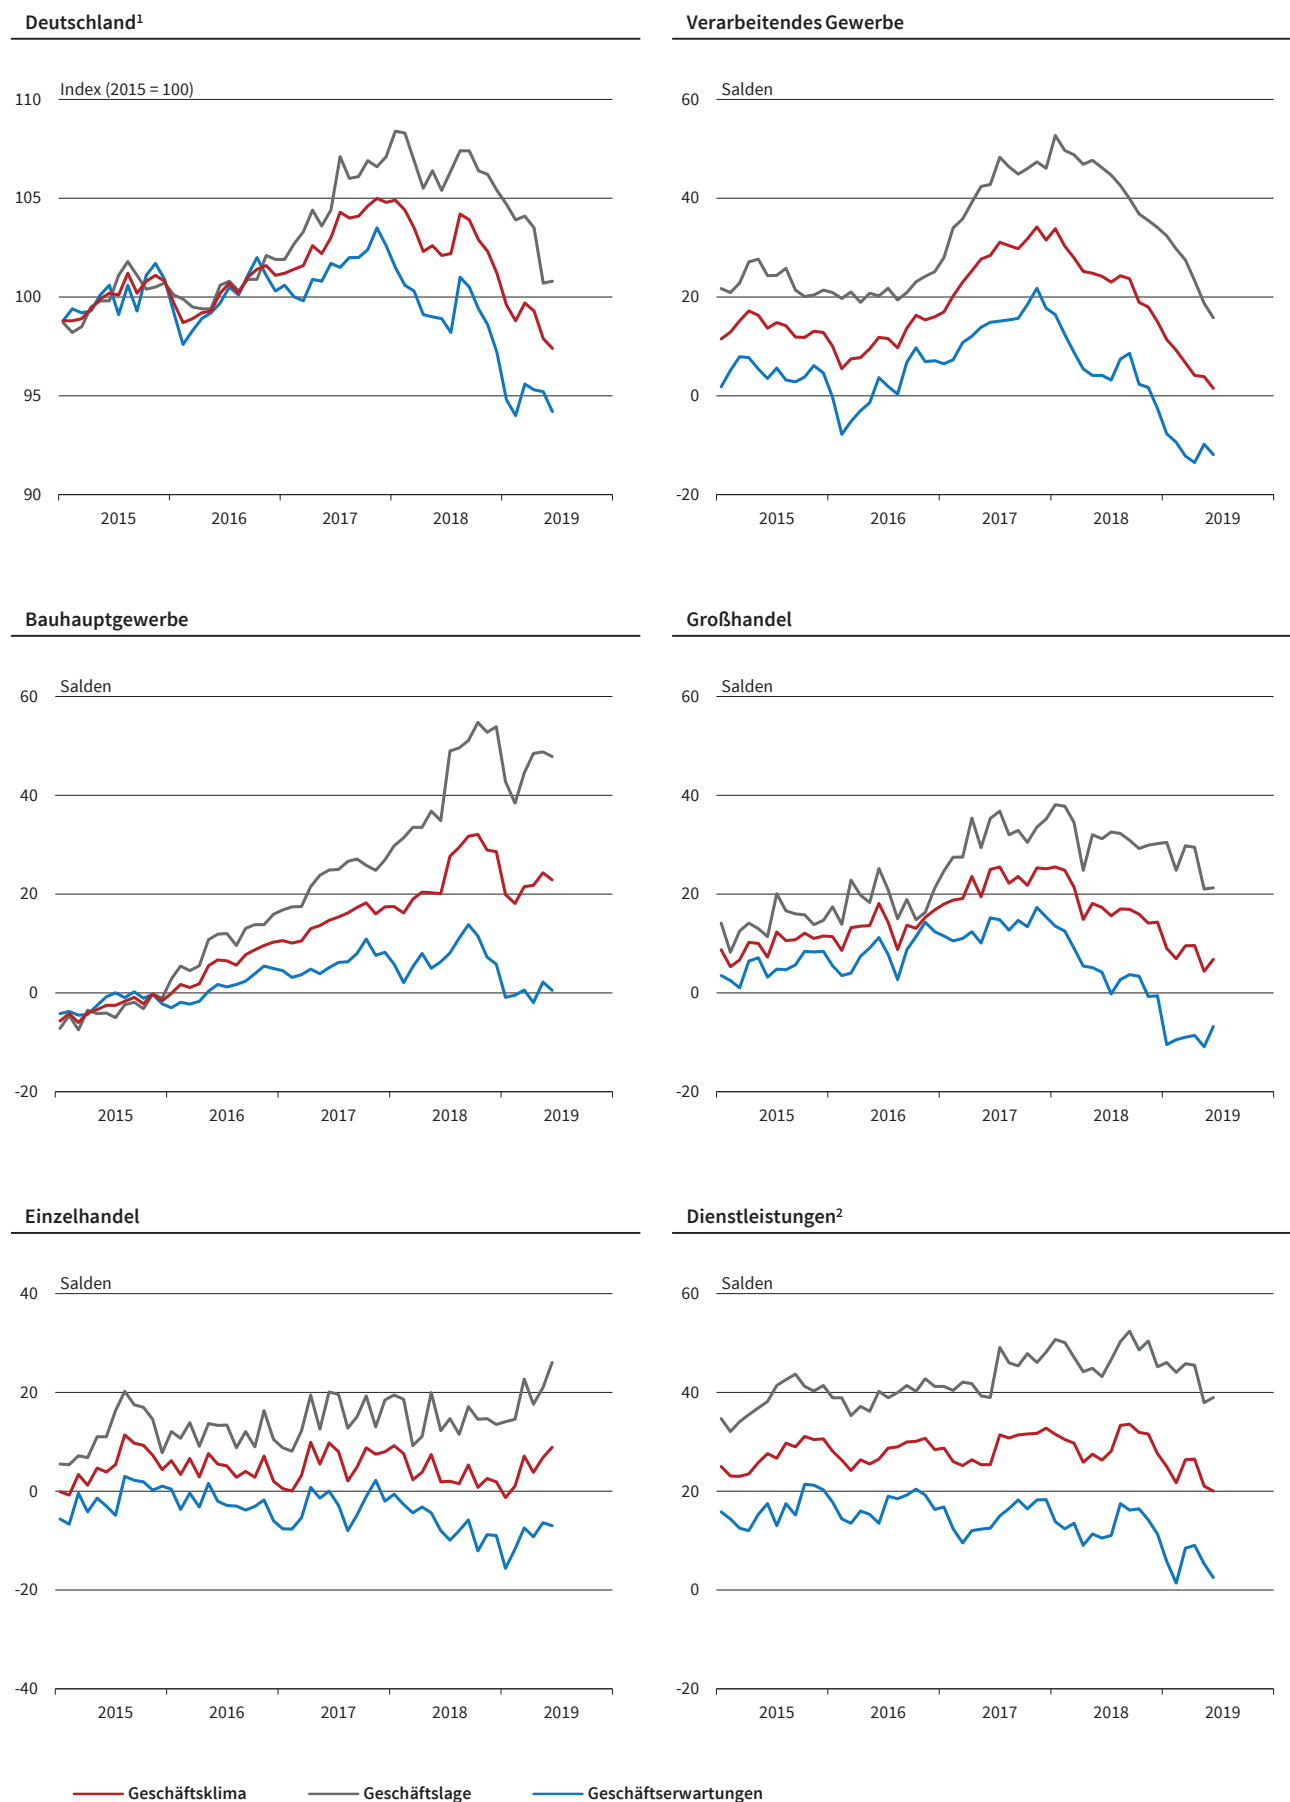 Deutschland¹
Index (2015 = 100)
110
105
100
95
90
2015 2016 2017 2018 2019
Verarbeitendes Gewerbe
Salden
60
40
20
0
-20
2015 2016 2017 2018 2019
Bauhauptgewerbe
Salden
60
40
20
0
-20
2015 2016 2017 2018 2019
Großhandel
Salden
60
40
20
0
-20
2015 2016 2017 2018 2019
Einzelhandel
Salden
40
20
0
-20
-40
2015 2016 2017 2018 2019
Dienstleistungen²
Salden
60
40
20
0
-20
2015 2016 2017 2018 2019
Geschäftsklima Geschäftslage Geschäftserwartungen